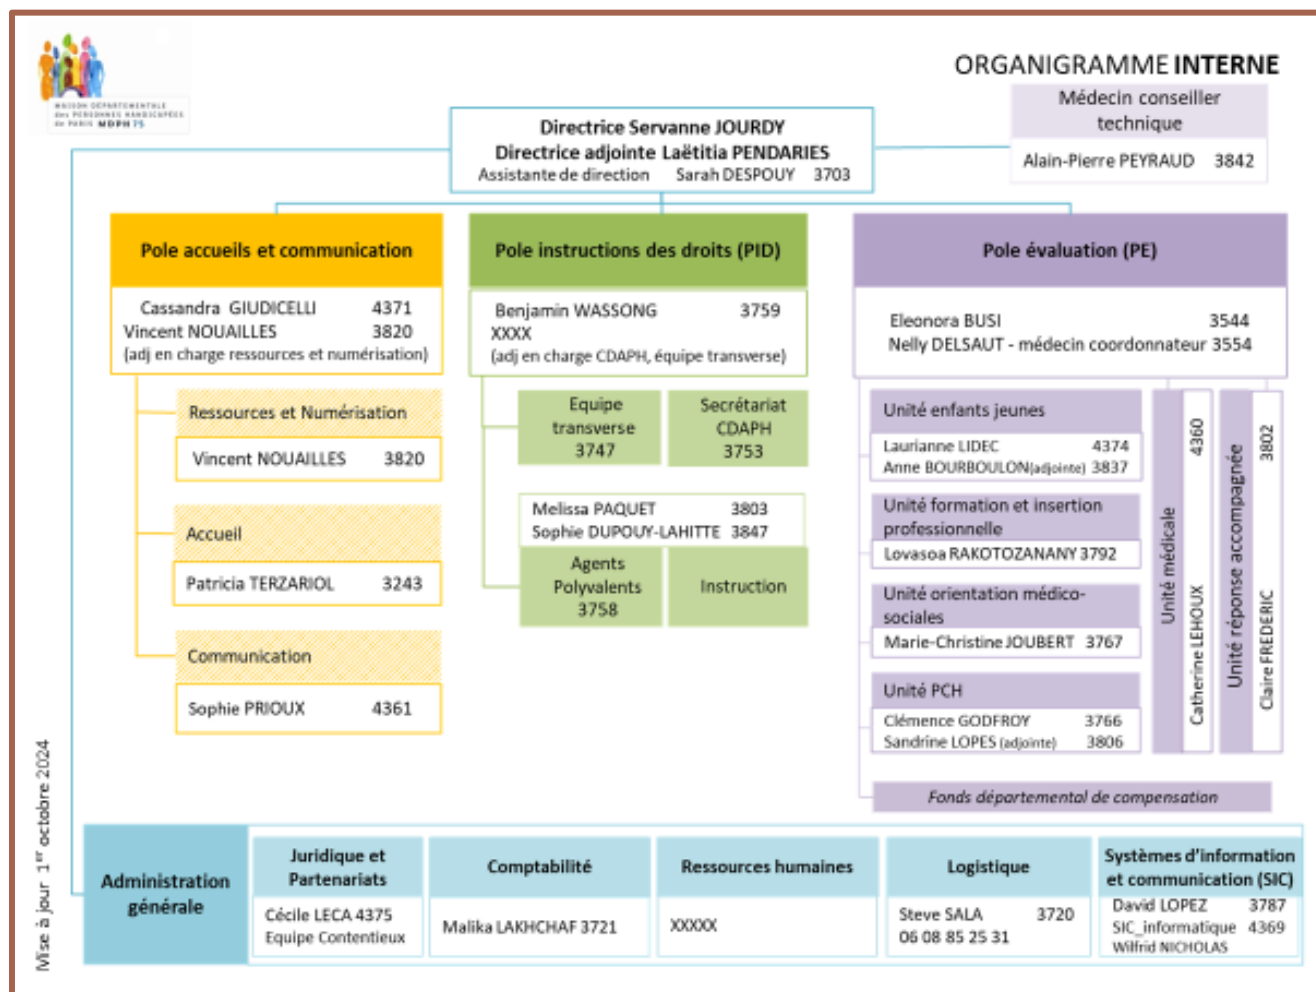 MAISON DÉPARTEMENTALE
des PERSONNES HANDICAPÉES
de PARIS MDPH 75
ORGANIGRAMME INTERNE
Médecin conseiller
technique
Alain-Pierre PEYRAUD 3842
Directrice Servanne JOURDY
Directrice adjointe Laëtitia PENDARIES
Assistante de direction Sarah DESPOUY 3703
Pole accueils et communication
Cassandra GIUDICELLI 4371
Vincent NOUAILLES 3820
(adj en charge ressources et numérisation)
Ressources et Numérisation
Vincent NOUAILLES 3820
Accueil
Patricia TERZARIOL 3243
Communication
Sophie PRIOUX 4361
Pole instructions des droits (PID)
Benjamin WASSONG 3759
XXXX
(adj en charge CDAPH, équipe transverse)
Equipe
transverse
3747
Secrétariat
CDAPH
3753
Melissa PAQUET 3803
Sophie DUPOUY-LAHITTE 3847
Agents
Polyvalents
3758
Instruction
Pole évaluation (PE)
Eleonora BUSI 3544
Nelly DELSAUT - médecin coordonnateur 3554
Unité enfants jeunes
Laurianne LIDEC 4374
Anne BOURBOULON(adjointe) 3837
Unité formation et insertion
professionnelle
Lovasoa RAKOTOZANANY 3792
Unité orientation médico-
sociales
Marie-Christine JOUBERT 3767
Unité PCH
Clémence GODFROY 3766
Sandrine LOPES (adjointe) 3806
Unité médicale
Catherine LEHOUX 4360
Unité réponse accompagnée
Claire FREDERIC 3802
Fonds départemental de compensation
Mise à jour 1er octobre 2024
Administration
générale
Juridique et
Partenariats
Cécile LECA 4375
Equipe Contentieux
Comptabilité
Malika LAKHCHAF 3721
Ressources humaines
XXXXX
Logistique
Steve SALA 3720
06 08 85 25 31
Systèmes d'information
et communication (SIC)
David LOPEZ 3787
SIC_informatique 4369
Wilfrid NICHOLAS